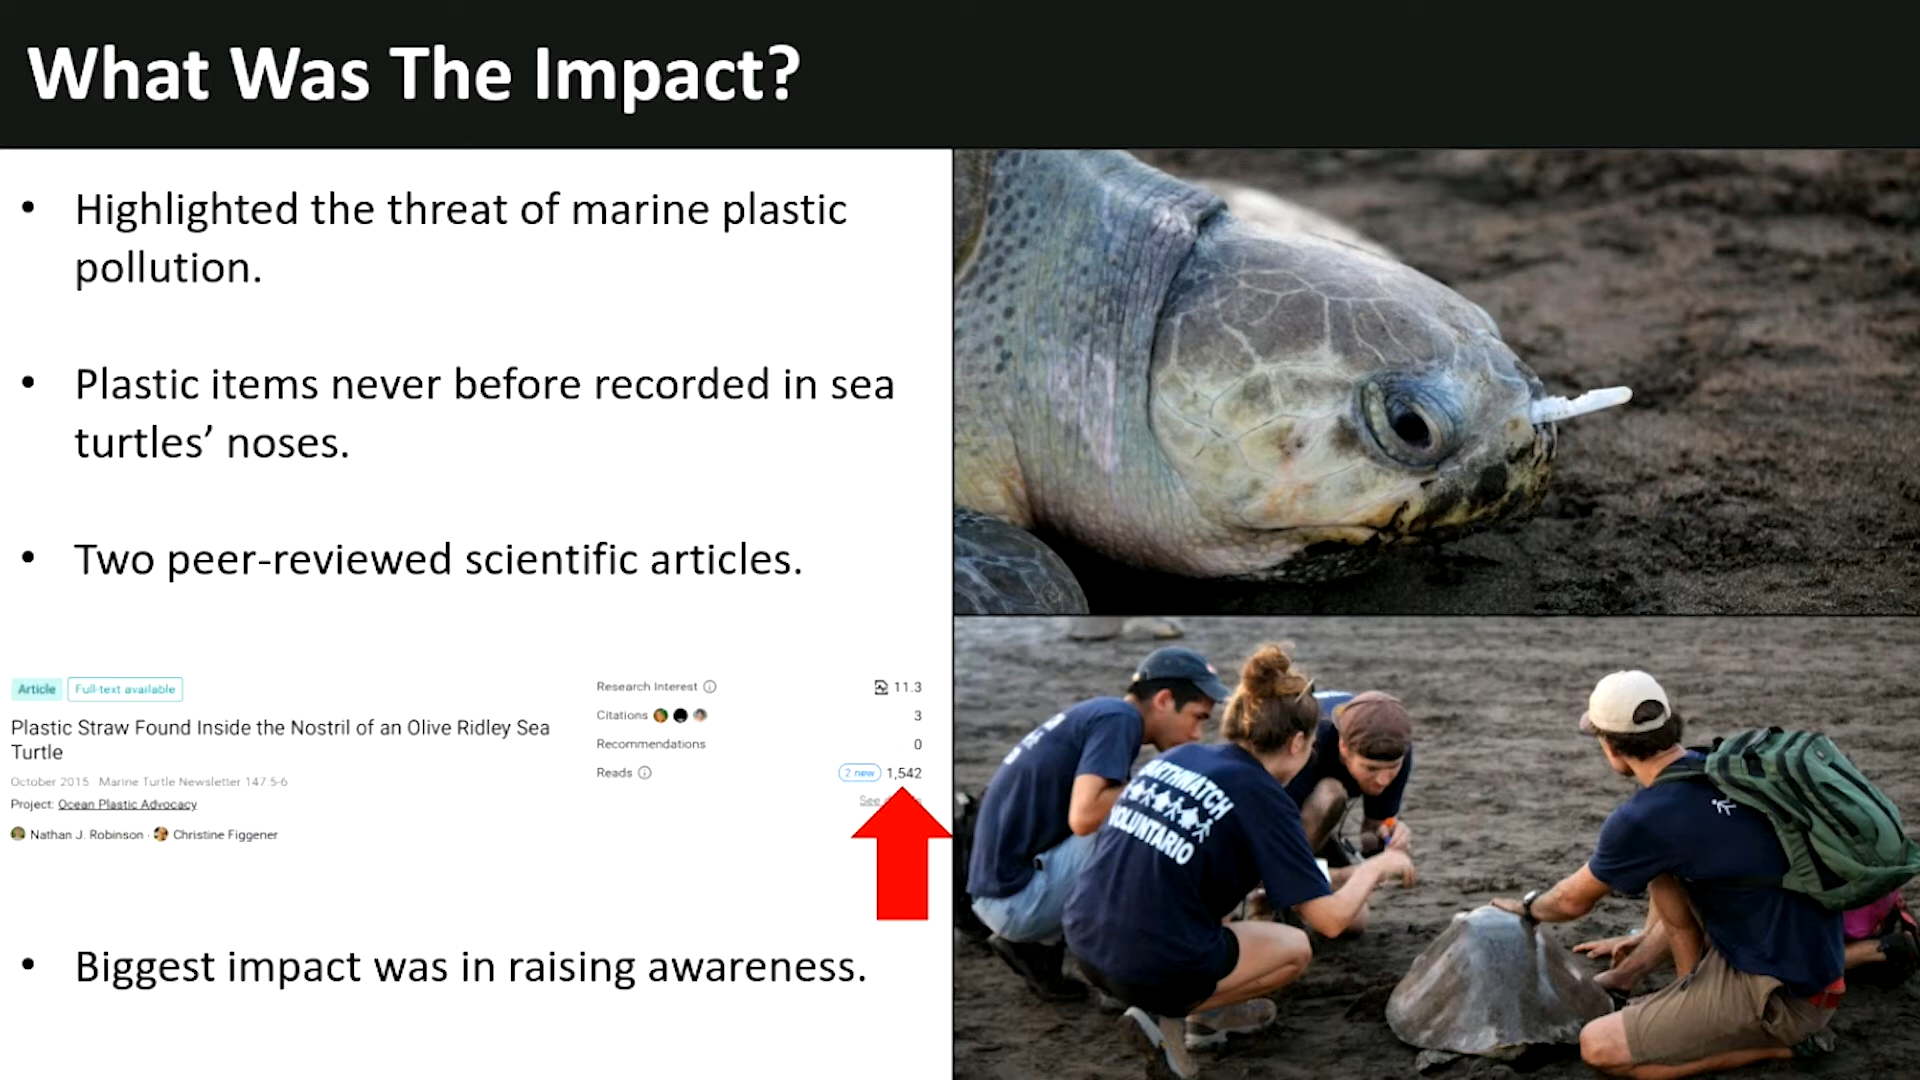 What Was The Impact?
• Highlighted the threat of marine plastic
pollution.
• Plastic items never before recorded in sea
turtles’ noses.
• Two peer-reviewed scientific articles.
Article Full-text available
Plastic Straw Found Inside the Nostril of an Olive Ridley Sea
Turtle
October 2015 · Marine Turtle Newsletter 147:5-6
Project: Ocean Plastic Advocacy
Nathan J. Robinson · Christine Figgener
Research Interest 11.3
Citations 3
Recommendations 0
Reads 2 new 1,542
See
• Biggest impact was in raising awareness.
EARTHWATCH
VOLUNTARIO